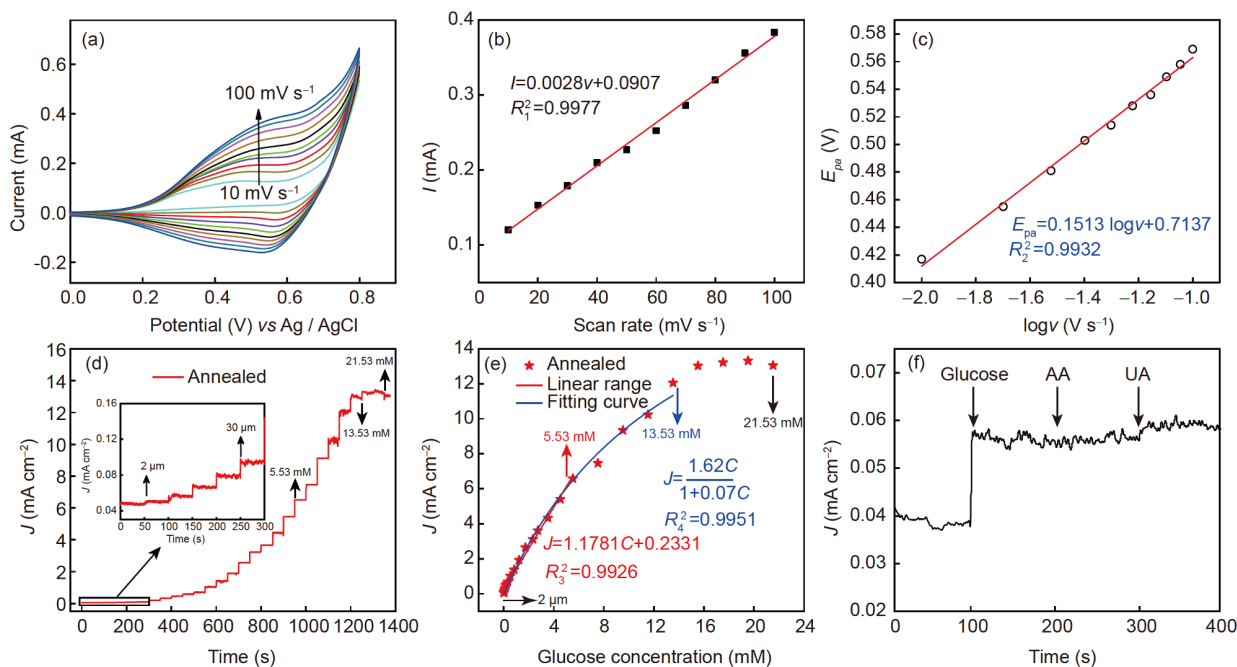 (a)
0.6
0.4
0.2
0.0
-0.2
Current (mA)
100 mV s⁻¹
10 mV s⁻¹
0.0
0.2
0.4
0.6
0.8
Potential (V) vs Ag / AgCl
(b)
0.4
0.3
0.2
0.1
I (mA)
I=0.0028v+0.0907
R₁²=0.9977
0
20
40
60
80
100
Scan rate (mV s⁻¹)
(c)
0.60
0.56
0.52
0.48
0.44
0.40
Epa (V)
Epa=0.1513 logv+0.7137
R₂²=0.9932
−2.0
−1.8
−1.6
−1.4
−1.2
−1.0
logv (V s⁻¹)
(d)
Annealed
16
14
12
10
8
6
4
2
0
J (mA cm⁻²)
21.53 mM
13.53 mM
5.53 mM
0.16
0.12
0.08
0.04
J (mA cm⁻²)
2 μm
30 μm
0
50
100
150
200
250
300
Time (s)
0
200
400
600
800
1000
1200
1400
Time (s)
(e)
Annealed
Linear range
Fitting curve
14
12
10
8
6
4
2
0
J (mA cm⁻²)
5.53 mM
13.53 mM
21.53 mM
J=1.62C/1+0.07C
R₄²=0.9951
J=1.1781C+0.2331
R₃²=0.9926
2 μm
0
4
8
12
16
20
24
Glucose concentration (mM)
(f)
0.07
0.06
0.05
0.04
0.03
0.02
J (mA cm⁻²)
Glucose
AA
UA
0
100
200
300
400
Time (s)